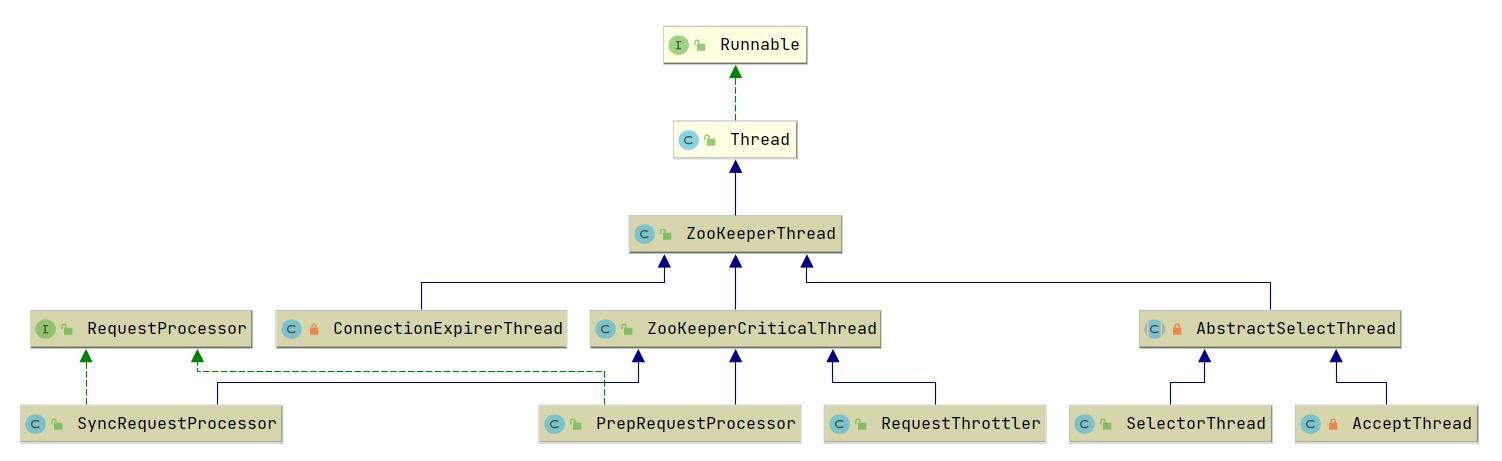 I Runnable
C Thread
C ZooKeeperThread
I RequestProcessor
C ConnectionExpirerThread
C ZooKeeperCriticalThread
C AbstractSelectThread
C SyncRequestProcessor
C PrepRequestProcessor
C RequestThrottler
C SelectorThread
C AcceptThread